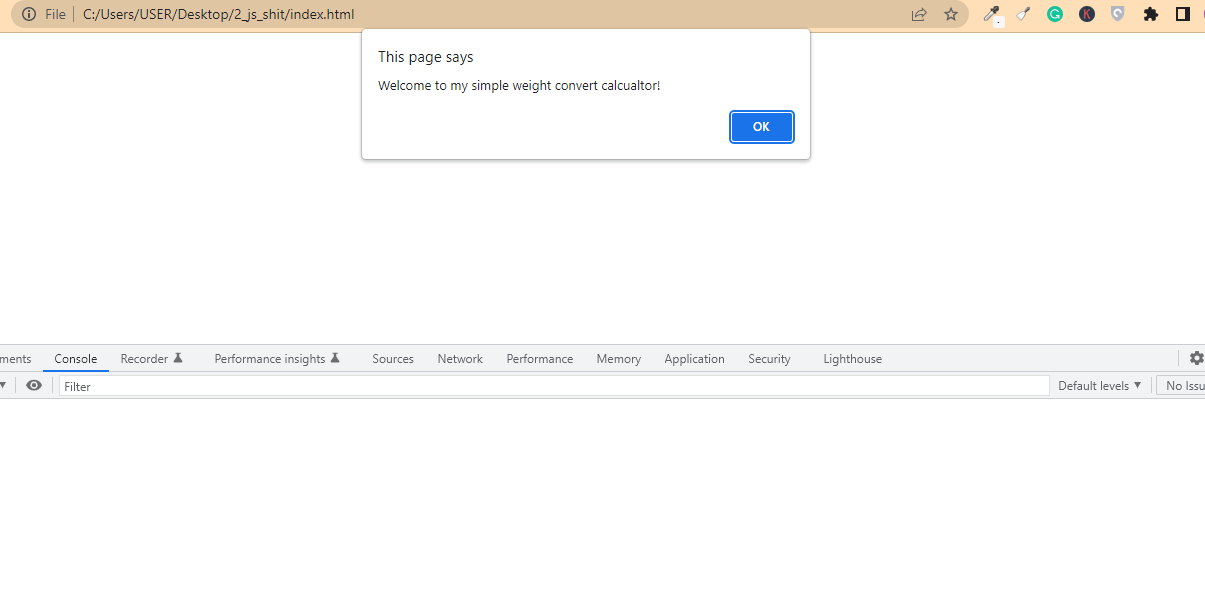 File C:/Users/USER/Desktop/2_js_shit/index.html
This page says
Welcome to my simple weight convert calcualtor!
OK
ments Console Recorder Performance insights Sources Network Performance Memory Application Security Lighthouse
Filter Default levels ▼ No Issu